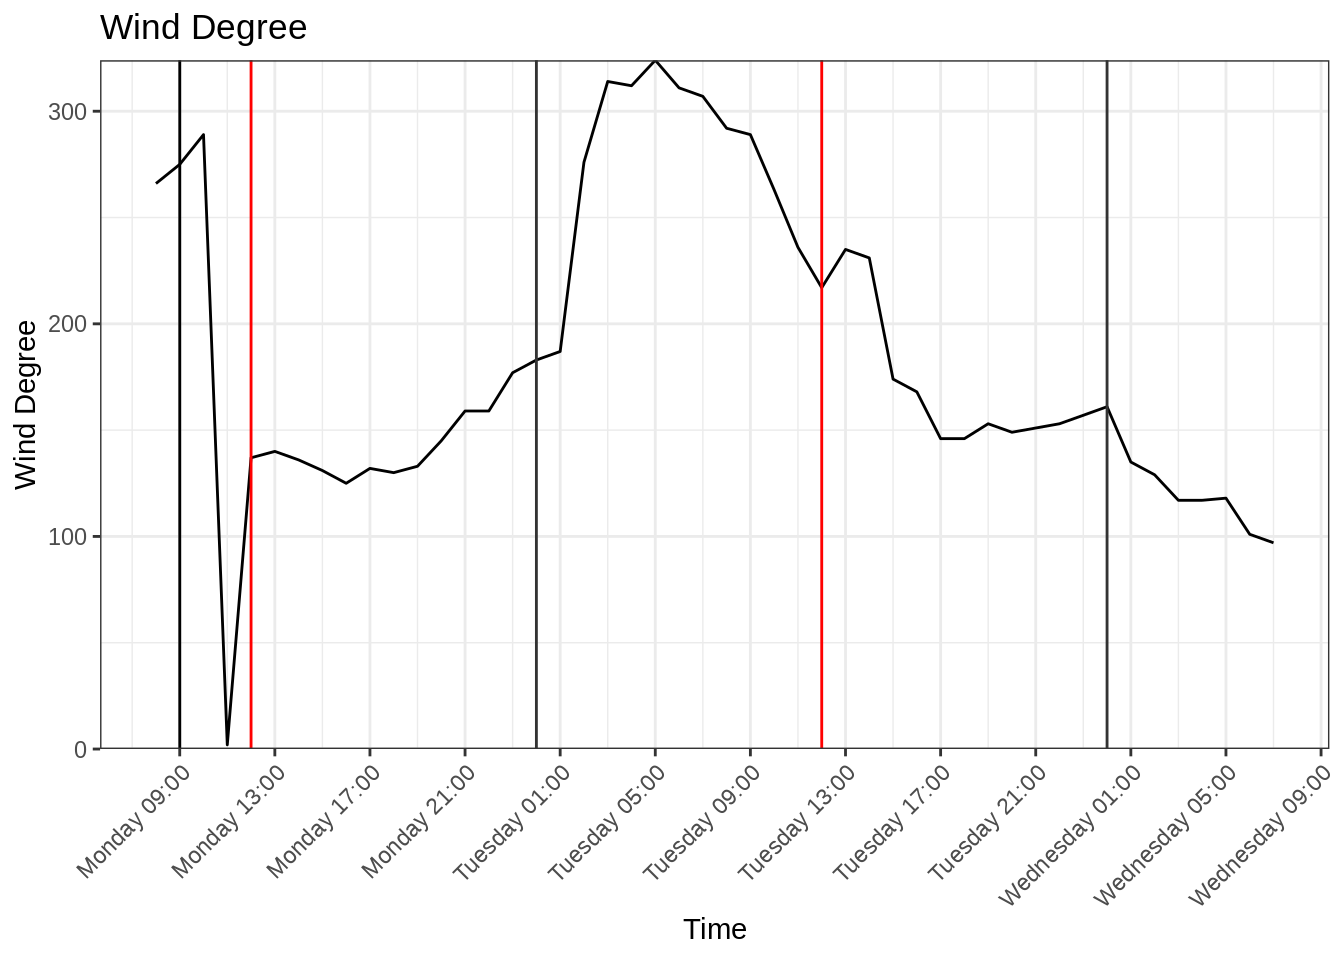 Wind Degree
Wind Degree
300
200
100
0
Monday 09:00
Monday 13:00
Monday 17:00
Monday 21:00
Tuesday 01:00
Tuesday 05:00
Tuesday 09:00
Tuesday 13:00
Tuesday 17:00
Tuesday 21:00
Wednesday 01:00
Wednesday 05:00
Wednesday 09:00
Time